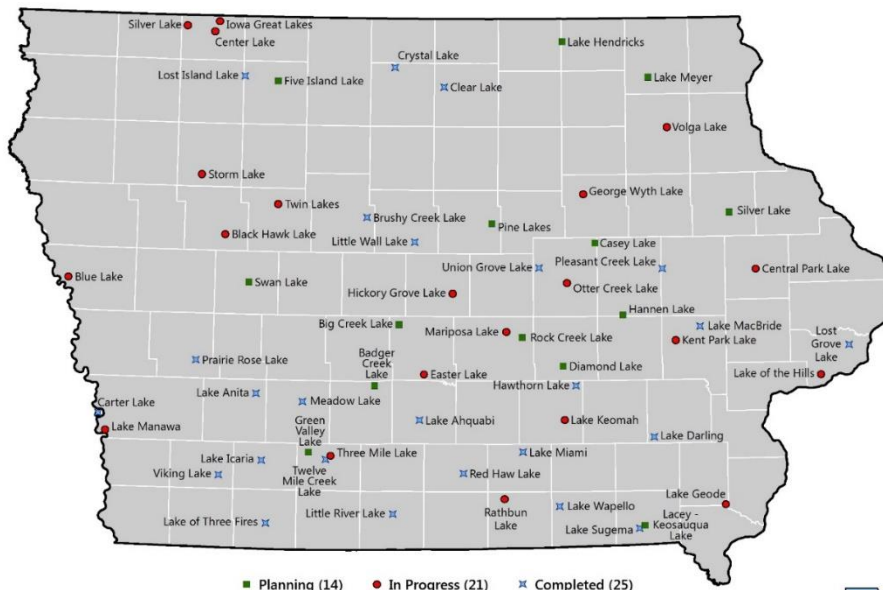 Silver Lake
Iowa Great Lakes
Center Lake
Lake Hendricks
Crystal Lake
Lost Island Lake
Five Island Lake
Clear Lake
Lake Meyer
Volga Lake
Storm Lake
George Wyth Lake
Twin Lakes
Silver Lake
Brushy Creek Lake
Pine Lakes
Black Hawk Lake
Little Wall Lake
Casey Lake
Union Grove Lake
Pleasant Creek Lake
Central Park Lake
Blue Lake
Swan Lake
Otter Creek Lake
Hickory Grove Lake
Hannen Lake
Big Creek Lake
Mariposa Lake
Rock Creek Lake
Lake MacBride
Kent Park Lake
Lost
Grove
Lake
Prairie Rose Lake
Badger
Creek
Lake
Easter Lake
Diamond Lake
Lake of the Hills
Hawthorn Lake
Lake Anita
Meadow Lake
Carter Lake
Lake Manawa
Green
Valley
Lake
Lake Ahquabi
Lake Keomah
Lake Darling
Lake Icaria
Three Mile Lake
Lake Miami
Viking Lake
Twelve
Mile Creek
Lake
Red Haw Lake
Lake Geode
Rathbun
Lake
Lake Wapello
Little River Lake
Lake of Three Fires
Lake Sugema
Lacey -
Keosauqua
Lake
Planning (14)
In Progress (21)
Completed (25)